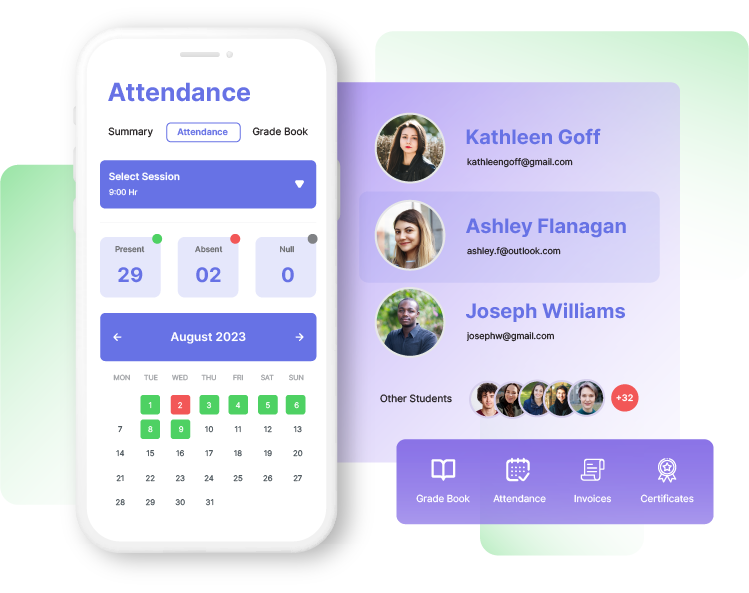 Attendance
Summary Attendance Grade Book
Select Session
9:00 Hr
Present Absent Null
29 02 0
August 2023
MON TUE WED THU FRI SAT SUN
1 2 3 4 5 6
7 8 9 10 11 12 13
14 15 16 17 18 19 20
21 22 23 24 25 26 27
28 29 30 31
Kathleen Goff
kathleengoff@gmail.com
Ashley Flanagan
ashley.f@outlook.com
Joseph Williams
josephw@gmail.com
Other Students +32
Grade Book Attendance Invoices Certificates